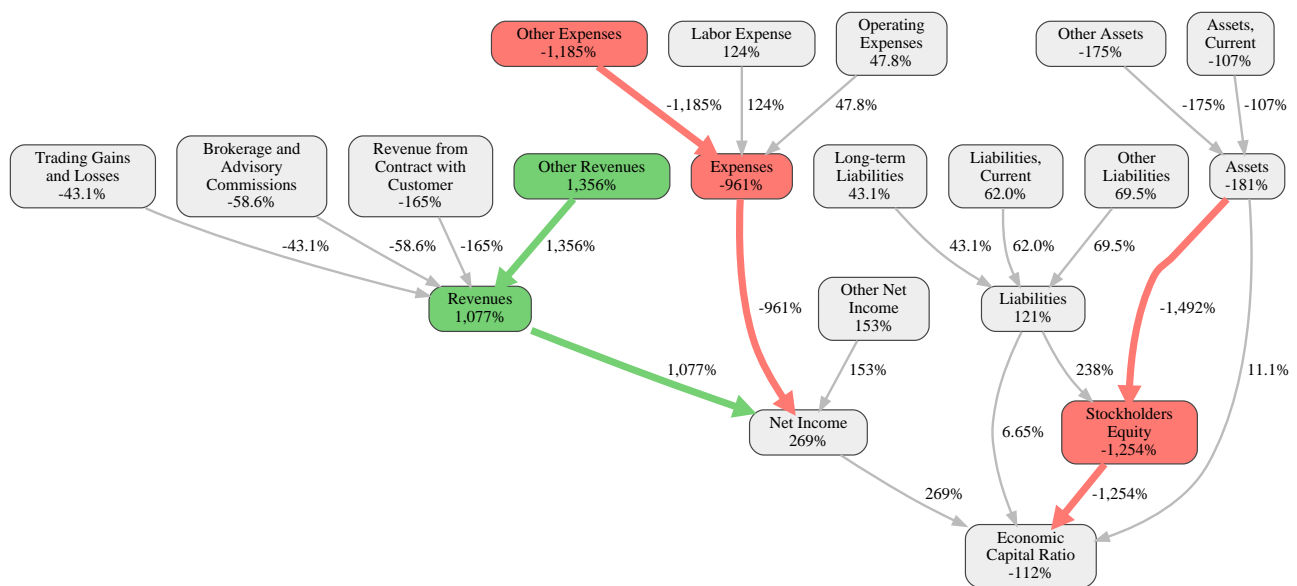 Other Expenses
-1,185%
Labor Expense
124%
Operating
Expenses
47.8%
Other Assets
-175%
Assets,
Current
-107%
-1,185%
124%
47.8%
-175%
-107%
Trading Gains
and Losses
-43.1%
Brokerage and
Advisory
Commissions
-58.6%
Revenue from
Contract with
Customer
-165%
Other Revenues
1,356%
Expenses
-961%
Long-term
Liabilities
43.1%
Liabilities,
Current
62.0%
Other
Liabilities
69.5%
Assets
-181%
-43.1%
-58.6%
-165%
1,356%
43.1%
62.0%
69.5%
Revenues
1,077%
-961%
Other Net
Income
153%
Liabilities
121%
-1,492%
1,077%
153%
238%
11.1%
Net Income
269%
6.65%
Stockholders
Equity
-1,254%
269%
-1,254%
Economic
Capital Ratio
-112%